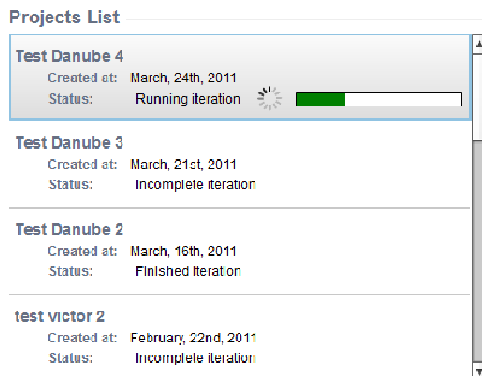 Projects List
Test Danube 4
Created at: March, 24th, 2011
Status: Running iteration
Test Danube 3
Created at: March, 21st, 2011
Status: Incomplete iteration
Test Danube 2
Created at: March, 16th, 2011
Status: Finished iteration
test victor 2
Created at: February, 22nd, 2011
Status: Incomplete iteration